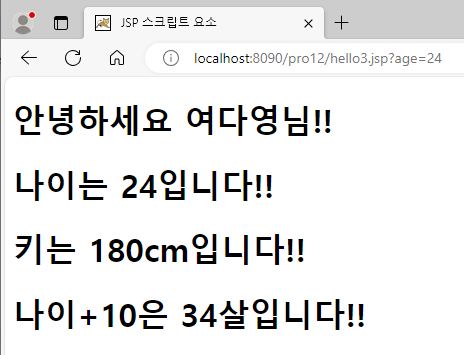 JSP 스크립트 요소
localhost:8090/pro12/hello3.jsp?age=24
안녕하세요 여다영님!!
나이는 24입니다!!
키는 180cm입니다!!
나이+10은 34살입니다!!